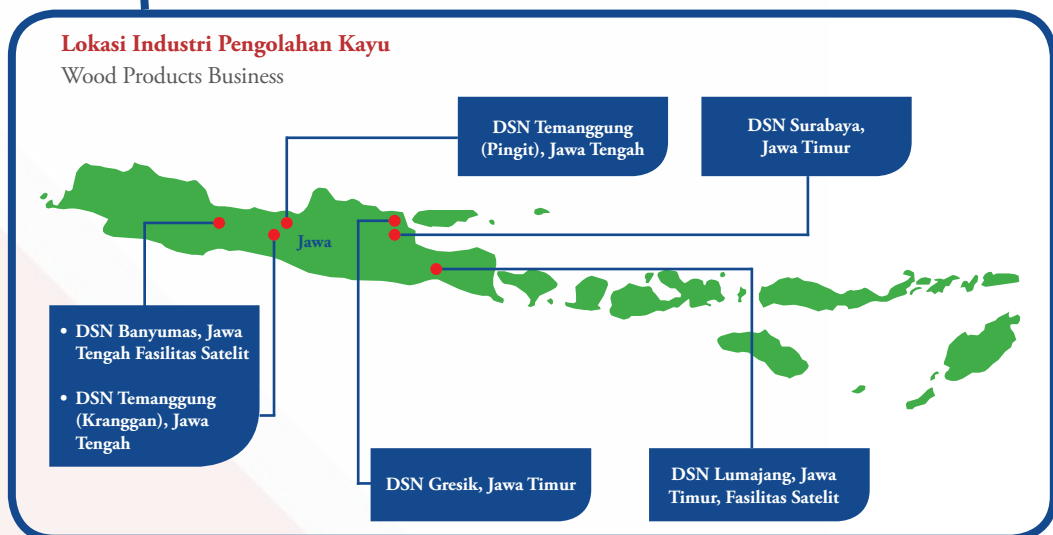 Lokasi Industri Pengolahan Kayu
Wood Products Business
DSN Temanggung
(Pingit), Jawa Tengah
DSN Surabaya,
Jawa Timur
Jawa
• DSN Banyumas, Jawa
Tengah Fasilitas Satelit
• DSN Temanggung
(Kranggan), Jawa
Tengah
DSN Gresik, Jawa Timur
DSN Lumajang, Jawa
Timur, Fasilitas Satelit